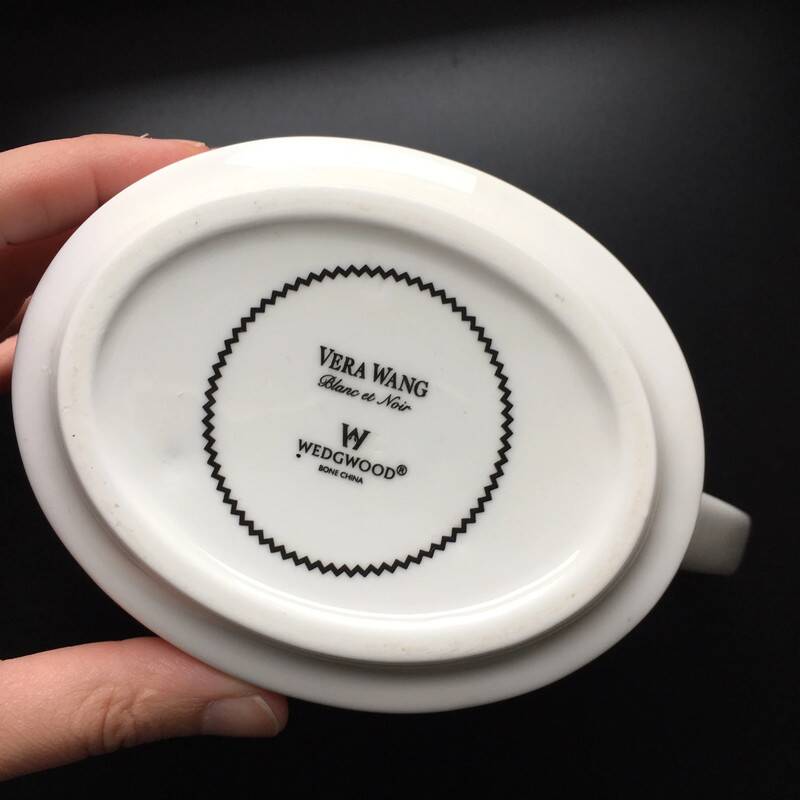 VERA WANG
Blanc et Noir
W
WEDGWOOD®
BONE CHINA